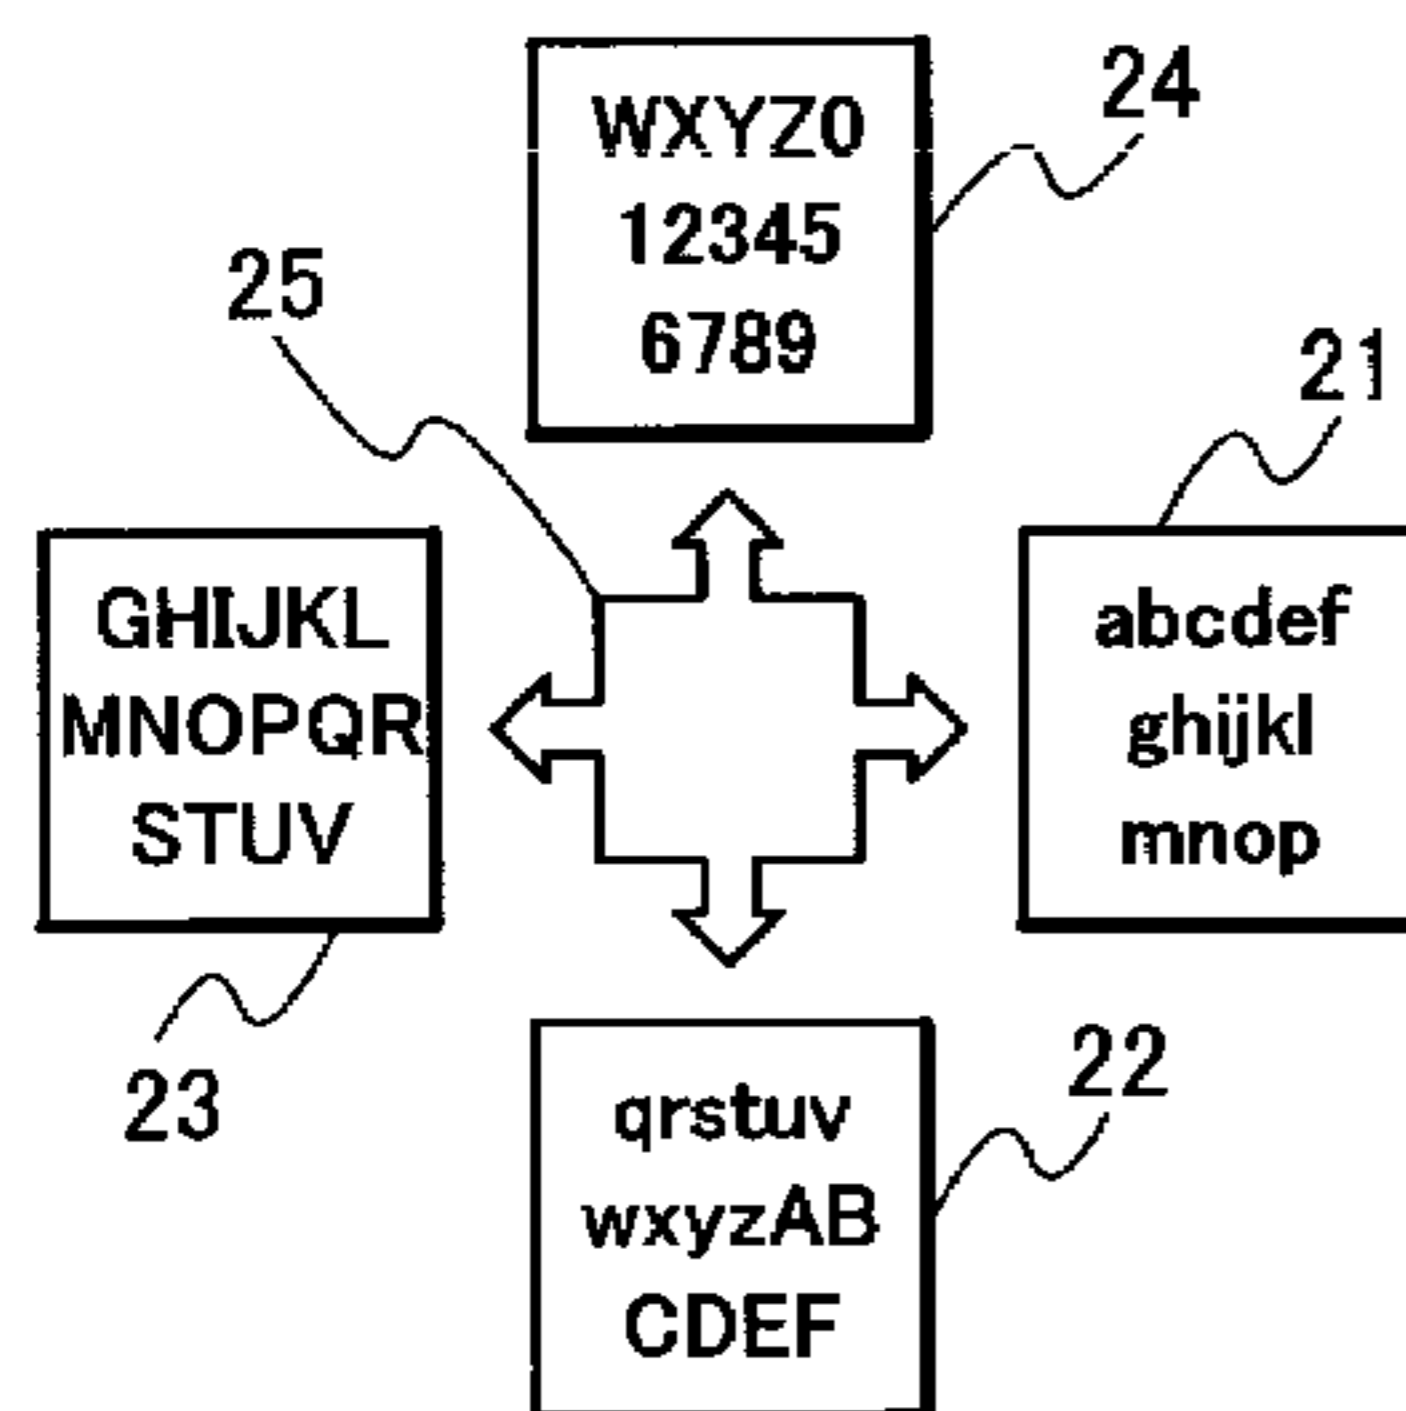 WXYZ0
12345
6789
24
25
21
GHIJKL
MNOPQR
STUV
abcdef
ghijkl
mnop
23
22
qrstuv
wxyzAB
CDEF